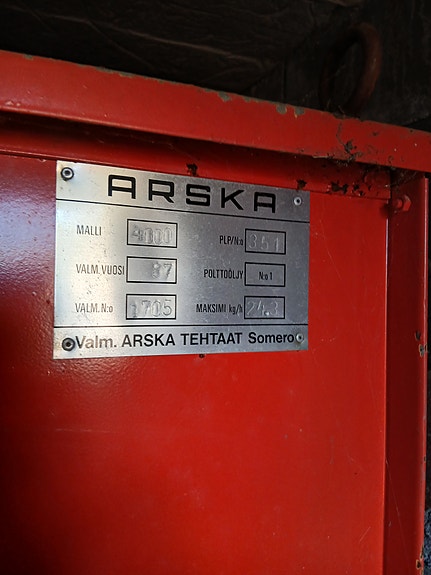 ARSKA
MALLI 4000 PLP/N:o 351
VALM.VUOSI 87 POLTTOÖLJY N:o 1
VALM. N:o 1705 MAKSIMI kg/h 24.3
Valm. ARSKA TEHTAAT Somero